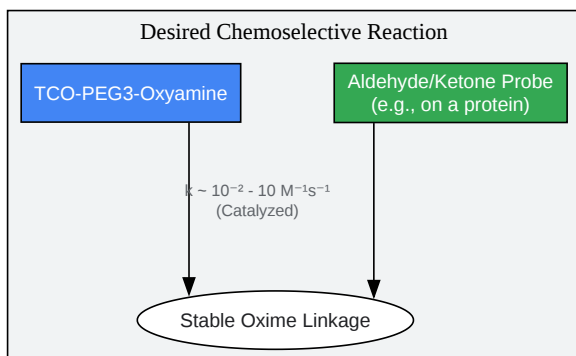 Desired Chemoselective Reaction
TCO-PEG3-Oxyamine
Aldehyde/Ketone Probe
(e.g., on a protein)
k ~ 10⁻² - 10 M⁻¹s⁻¹
(Catalyzed)
Stable Oxime Linkage